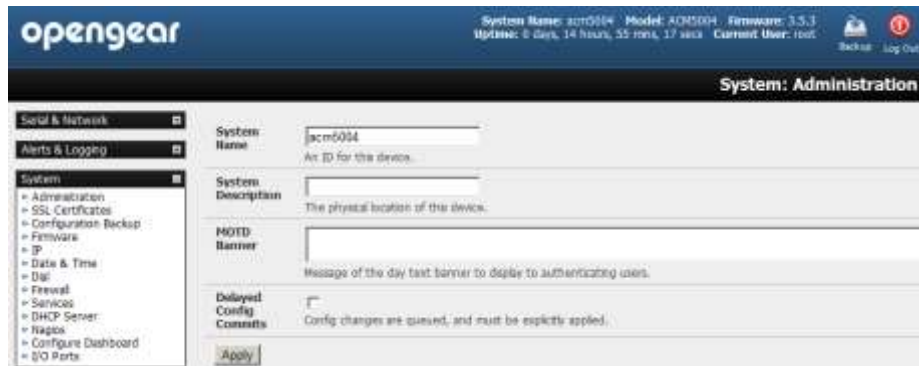 opengear
System Name: acm5004 Model: ACM5004 Firmware: 3.5.3
Uptime: 0 days, 14 hours, 55 mins, 17 secs Current User: root
Backup
Log Out
System: Administration
Serial & Network
Alerts & Logging
System
Administration
SSL Certificates
Configuration Backup
Firmware
IP
Date & Time
Dial
Firewall
Services
DHCP Server
Nagios
Configure Dashboard
I/O Ports
System Name
acm5004
An ID for this device.
System Description
The physical location of this device.
MOTD Banner
Message of the day text banner to display to authenticating users.
Delayed Config Commits
Config changes are queued, and must be explicitly applied.
Apply